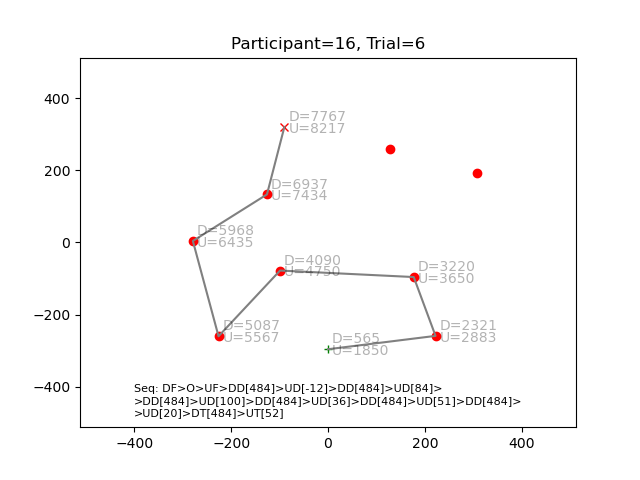 Participant=16, Trial=6
400
200
0
−200
−400
D=7767
U=8217
D=6937
U=7434
D=5968
U=6435
D=4090
U=4750
D=3220
U=3650
D=5087
U=5567
D=2321
U=2883
D=565
U=1850
Seq: DF>O>UF>DD[484]>UD[-12]>DD[484]>UD[84]>
>DD[484]>UD[100]>DD[484]>UD[36]>DD[484]>UD[51]>DD[484]>
>UD[20]>DT[484]>UT[52]
−400
−200
0
200
400